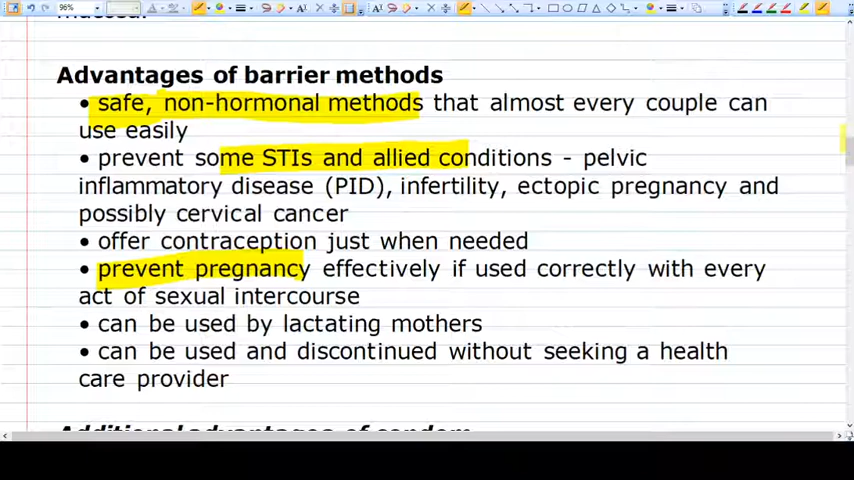 96%
Advantages of barrier methods
• safe, non-hormonal methods that almost every couple can
use easily
• prevent some STIs and allied conditions - pelvic
inflammatory disease (PID), infertility, ectopic pregnancy and
possibly cervical cancer
• offer contraception just when needed
• prevent pregnancy effectively if used correctly with every
act of sexual intercourse
• can be used by lactating mothers
• can be used and discontinued without seeking a health
care provider
Additional advantages of condom